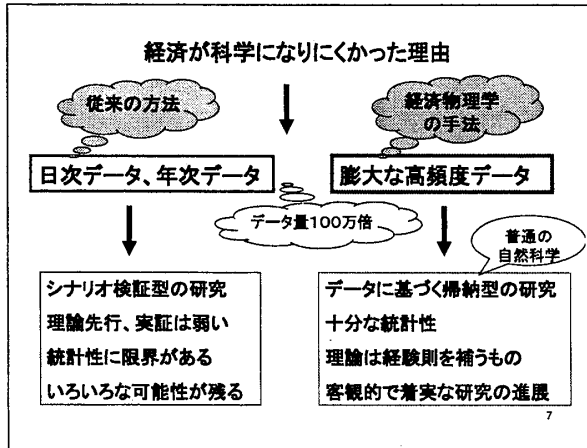 経済が科学になりにくかった理由
従来の方法
経済物理学
の手法
日次データ、年次データ
膨大な高頻度データ
データ量100万倍
普通の
自然科学
シナリオ検証型の研究
理論先行、実証は弱い
統計性に限界がある
いろいろな可能性が残る
データに基づく帰納型の研究
十分な統計性
理論は経験則を補うもの
客観的で着実な研究の進展
7